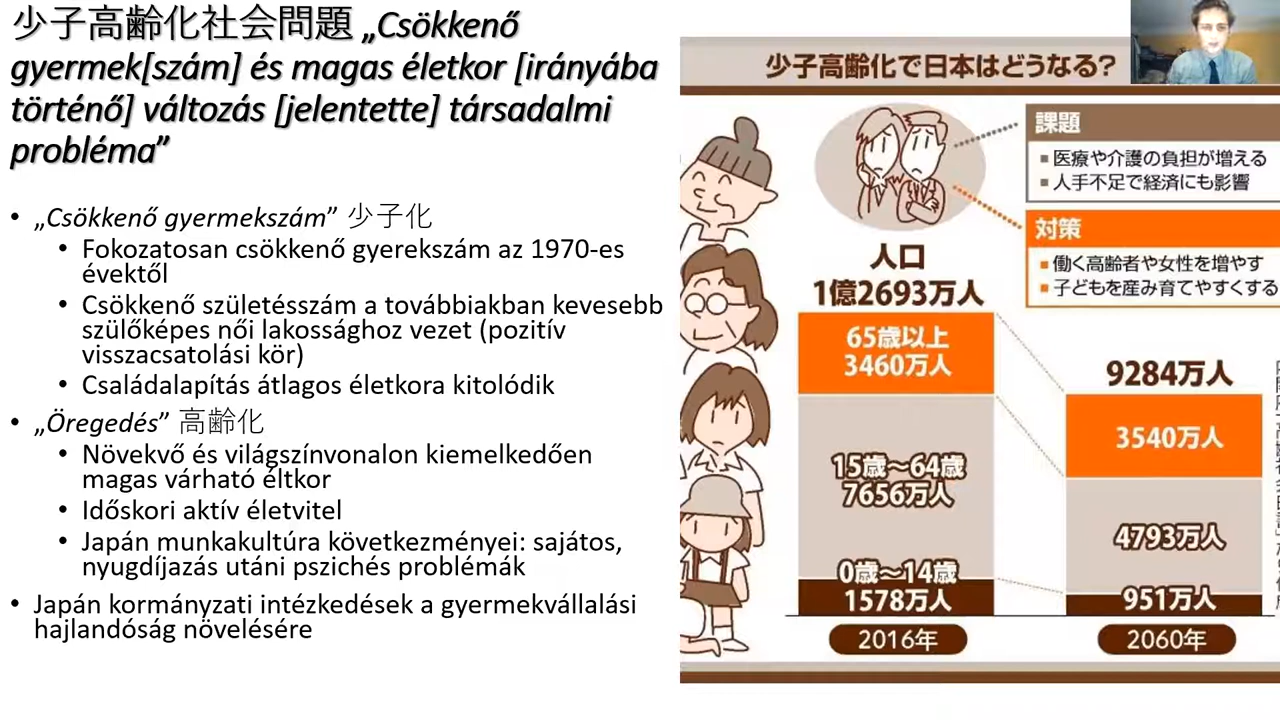 少子高齢化社会問題 „Csökkenő
gyermek[szám] és magas életkor [irányába
történő] változás [jelentette] társadalmi
probléma”
• „Csökkenő gyermekszám” 少子化
• Fokozatosan csökkenő gyerekszám az 1970-es
évektől
• Csökkenő születésszám a továbbiakban kevesebb
szülőképes női lakossághoz vezet (pozitív
visszacsatolási kör)
• Családalapítás átlagos életkora kitolódik
• „Öregedés” 高齢化
• Növekvő és világszínvonalon kiemelkedően
magas várható éltkor
• Időskori aktív életvitel
• Japán munkakultúra következményei: sajátos,
nyugdíjazás utáni pszichés problémák
• Japán kormányzati intézkedések a gyermekvállalási
hajlandóság növelésére
少子高齢化で日本はどうなる?
課題
■ 医療や介護の負担が増える
■ 人手不足で経済にも影響
対策
■ 働く高齢者や女性を増やす
■ 子どもを産み育てやすくする
人口
1億2693万人
65歳以上
3460万人
15歳〜64歳
7656万人
0歳〜14歳
1578万人
2016年
9284万人
3540万人
4793万人
951万人
2060年